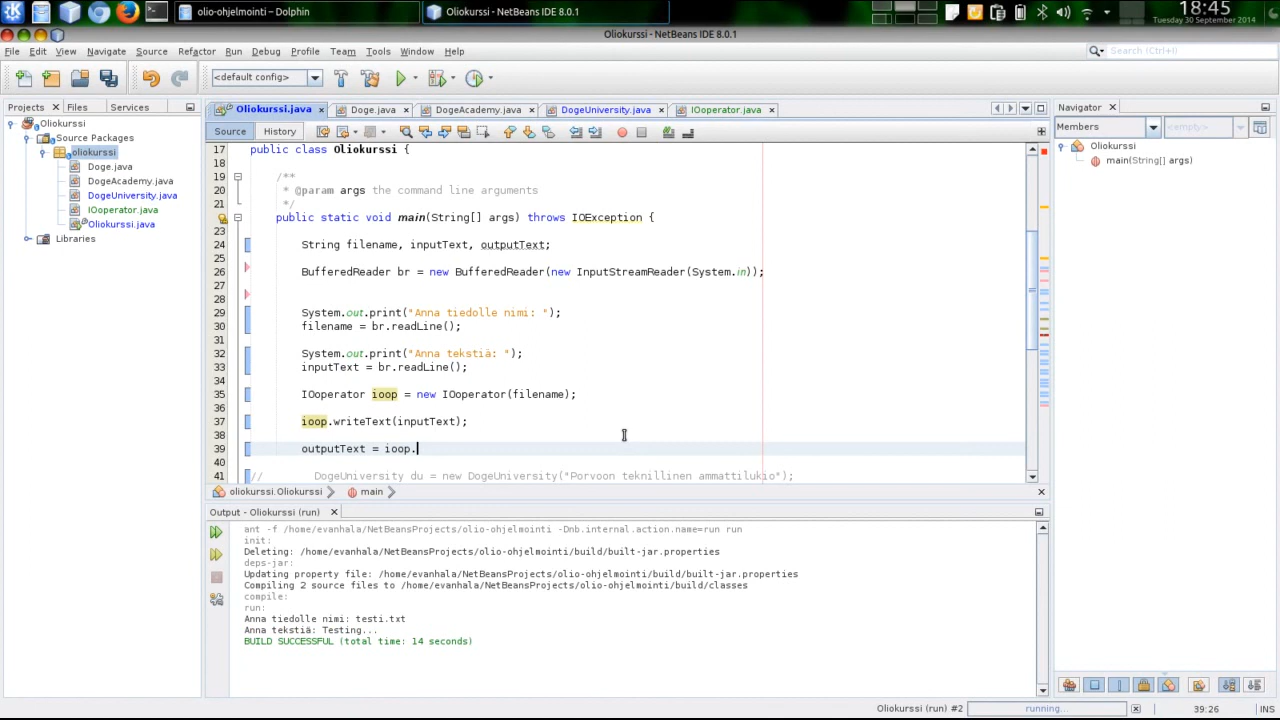 olio-ohjelmointi – Dolphin
Oliokurssi - NetBeans IDE 8.0.1
18:45
Tuesday 30 September 2014
Oliokurssi - NetBeans IDE 8.0.1
File Edit View Navigate Source Refactor Run Debug Profile Team Tools Window Help
Search (Ctrl+I)
<default config>
Projects Files Services
Oliokurssi
Source Packages
oliokurssi
Doge.java
DogeAcademy.java
DogeUniversity.java
IOoperator.java
Oliokurssi.java
Libraries
Oliokurssi.java Doge.java DogeAcademy.java DogeUniversity.java IOoperator.java
Source History
17 public class Oliokurssi {
18
19 /**
20 * @param args the command line arguments
21 */
22 public static void main(String[] args) throws IOException {
23
24 String filename, inputText, outputText;
25
26 BufferedReader br = new BufferedReader(new InputStreamReader(System.in));
27
28
29 System.out.print("Anna tiedolle nimi: ");
30 filename = br.readLine();
31
32 System.out.print("Anna tekstiä: ");
33 inputText = br.readLine();
34
35 IOoperator ioop = new IOoperator(filename);
36
37 ioop.writeText(inputText);
38
39 outputText = ioop.
40
41 // DogeUniversity du = new DogeUniversity("Porvoon teknillinen ammattilukio");
oliokurssi.Oliokurssi main
Output - Oliokurssi (run)
ant -f /home/evanhala/NetBeansProjects/olio-ohjelmointi -Dnb.internal.action.name=run run
init:
Deleting: /home/evanhala/NetBeansProjects/olio-ohjelmointi/build/built-jar.properties
deps-jar:
Updating property file: /home/evanhala/NetBeansProjects/olio-ohjelmointi/build/built-jar.properties
Compiling 2 source files to /home/evanhala/NetBeansProjects/olio-ohjelmointi/build/classes
compile:
run:
Anna tiedolle nimi: testi.txt
Anna tekstiä: Testing...
BUILD SUCCESSFUL (total time: 14 seconds)
Navigator
Members <empty>
Oliokurssi
main(String[] args)
Oliokurssi (run) #2 running... 39:26 INS